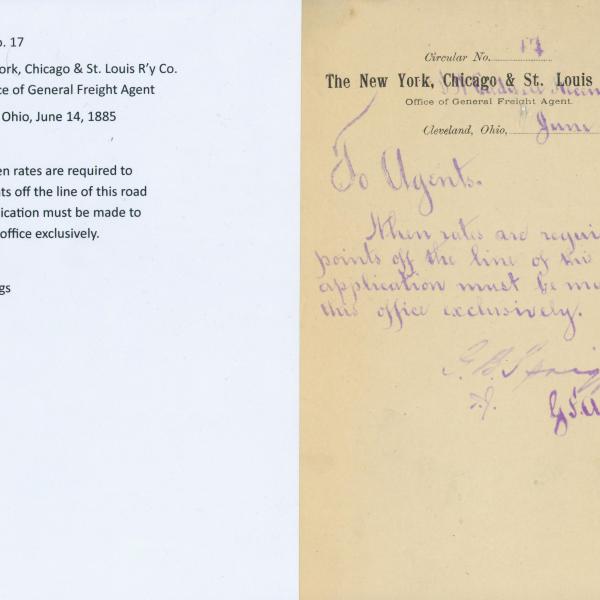 o. 17
ork, Chicago & St. Louis R'y Co.
ce of General Freight Agent
Ohio, June 14, 1885
en rates are required to
ts off the line of this road
ication must be made to
office exclusively.
gs
Circular No. 17
The New York, Chicago & St. Louis
Office of General Freight Agent.
Cleveland, Ohio, June
To Agents.
When rates are requi
points off the line of this
application must be ma
this office exclusively.
G. B. Sprigg
G.F.A